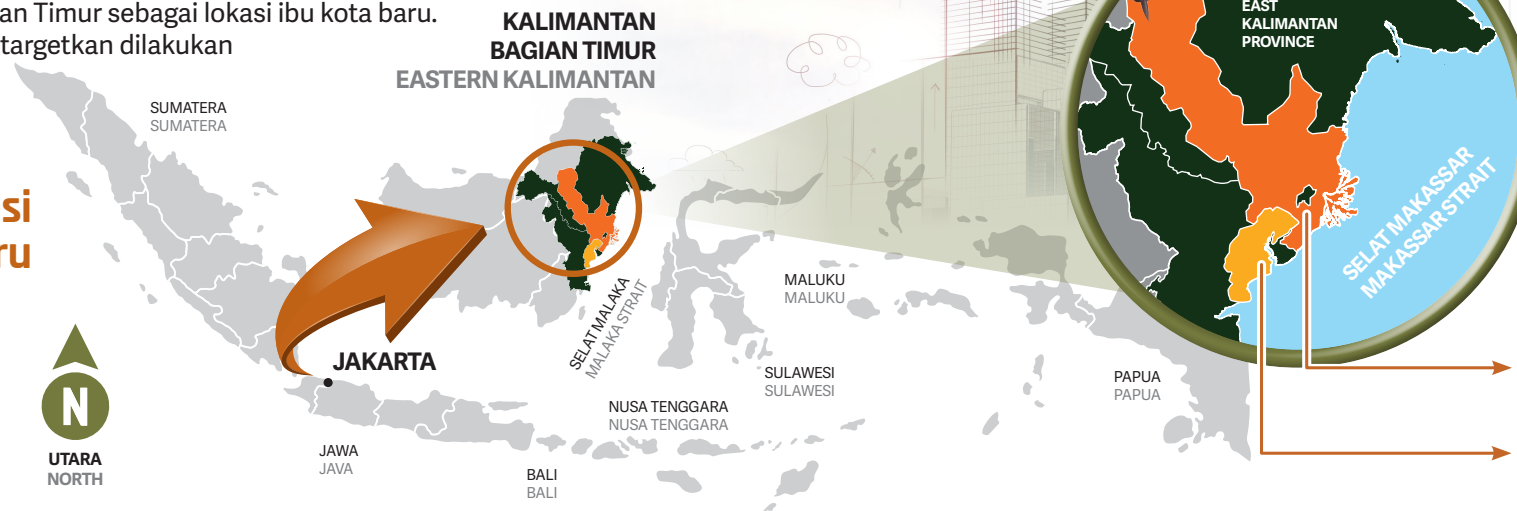 an Timur sebagai lokasi ibu kota baru.
targetkan dilakukan
si
ru
KALIMANTAN
BAGIAN TIMUR
EASTERN KALIMANTAN
EAST
KALIMANTAN
PROVINCE
SUMATERA
SUMATERA
SELAT MAKASSAR
MAKASSAR STRAIT
SELAT MALAKA
MALAKA STRAIT
MALUKU
MALUKU
JAKARTA
SULAWESI
SULAWESI
PAPUA
PAPUA
NUSA TENGGARA
NUSA TENGGARA
N
UTARA
NORTH
JAWA
JAVA
BALI
BALI